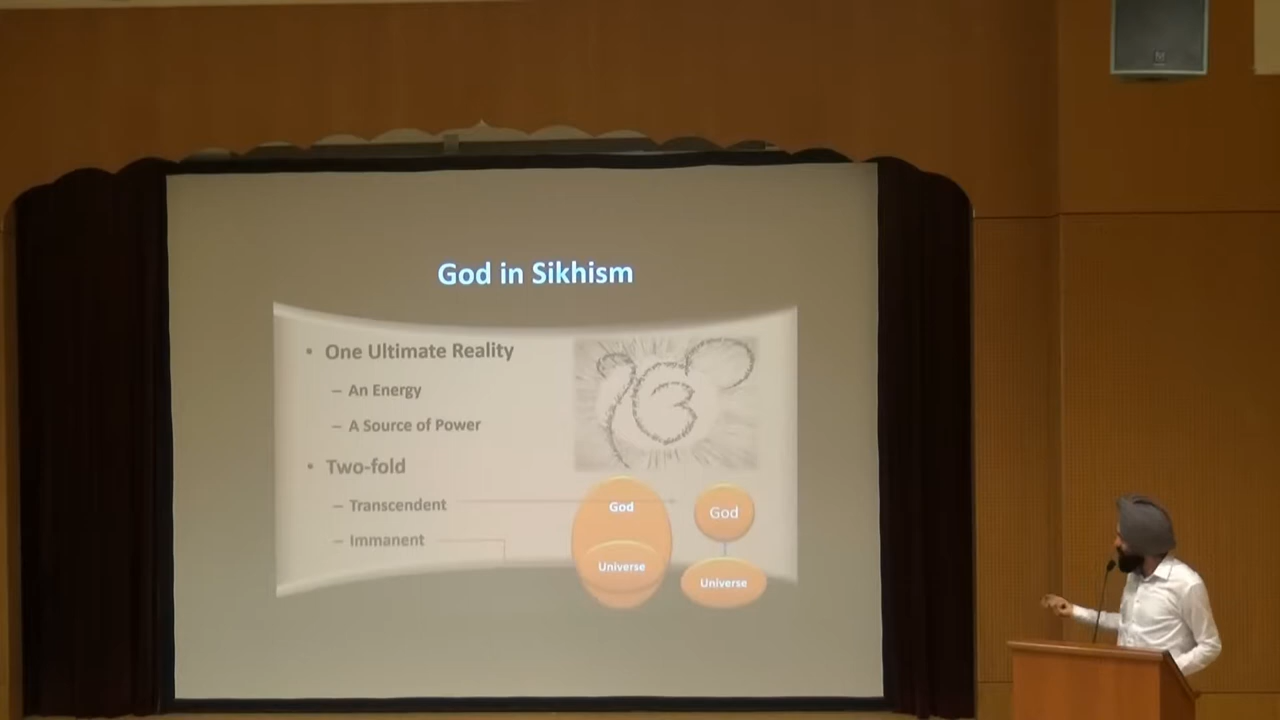 God in Sikhism
• One Ultimate Reality
– An Energy
– A Source of Power
• Two-fold
– Transcendent
– Immanent
God
Universe
God
Universe